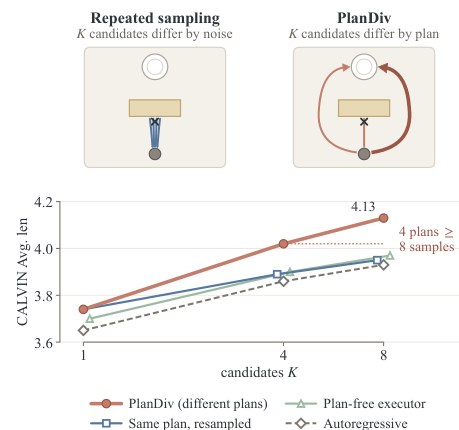 Repeated sampling
K candidates differ by noise
PlanDiv
K candidates differ by plan
CALVIN Avg. len
4.2
4.0
3.8
3.6
4.13
4 plans ≥
8 samples
1
4
8
candidates K
PlanDiv (different plans)
Plan-free executor
Same plan, resampled
Autoregressive